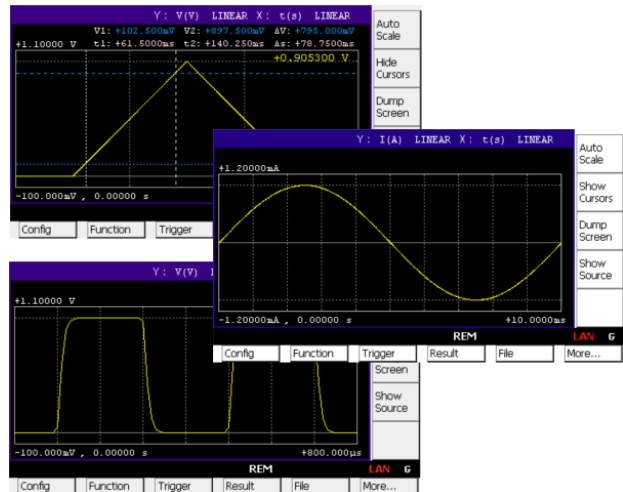 Y: V(V) LINEAR X: t(s) LINEAR
V1: +102.500mV V2: +897.500mV ΔV: +795.000mV
+1.10000 V t1: +61.5000ms t2: +140.250ms Δs: +78.7500ms
+0.905300 V
-100.000mV , 0.00000 s
Auto Scale
Hide Cursors
Dump Screen
Config Function Trigger
Y: I(A) LINEAR X: t(s) LINEAR
+1.20000mA
-1.20000mA , 0.00000 s +10.0000ms
Auto Scale
Show Cursors
Dump Screen
Show Source
REM LAN G
Config Function Trigger Result File More...
Y: V(V)
+1.10000 V
-100.000mV , 0.00000 s +800.000µs
Screen
Show Source
REM LAN G
Config Function Trigger Result File More...